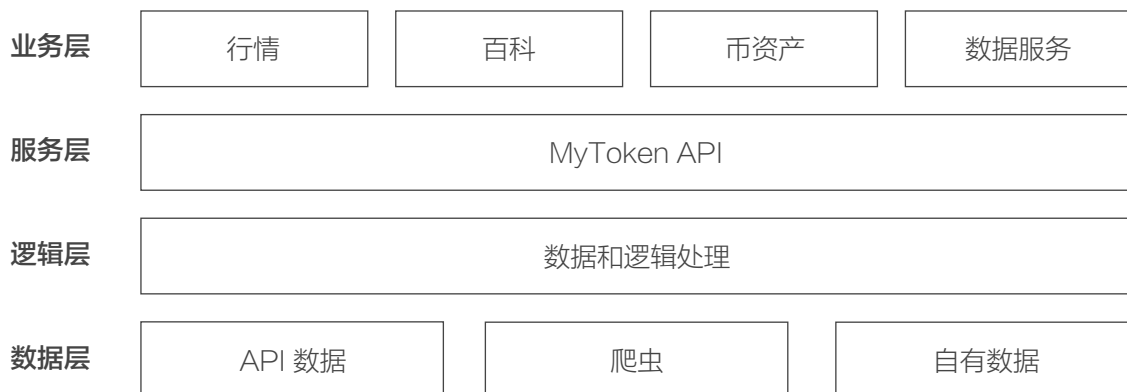 业务层 行情 百科 币资产 数据服务
服务层 MyToken API
逻辑层 数据和逻辑处理
数据层 API 数据 爬虫 自有数据